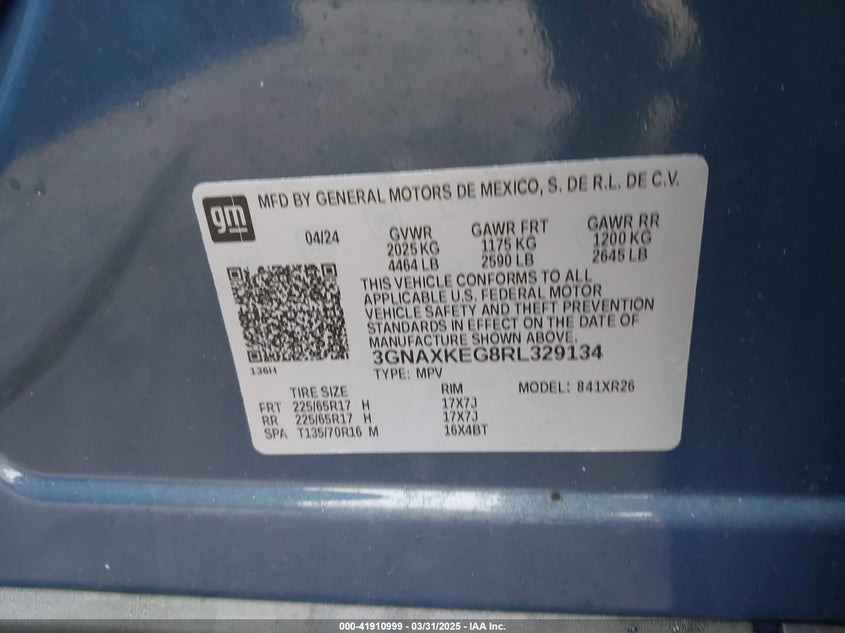 gm
MFD BY GENERAL MOTORS DE MEXICO, S. DE R.L. DE C.V.
04/24 GVWR GAWR FRT GAWR RR
2025 KG 1175 KG 1200 KG
4464 LB 2590 LB 2645 LB
THIS VEHICLE CONFORMS TO ALL
APPLICABLE U.S. FEDERAL MOTOR
VEHICLE SAFETY AND THEFT PREVENTION
STANDARDS IN EFFECT ON THE DATE OF
MANUFACTURE SHOWN ABOVE.
3GNAXKEG8RL329134
136H
TYPE: MPV
TIRE SIZE RIM MODEL: 841XR26
FRT 225/65R17 H 17X7J
RR 225/65R17 H 17X7J
SPA T135/70R16 M 16X4BT
000-41910999 — 03/31/2025 — IAA Inc.